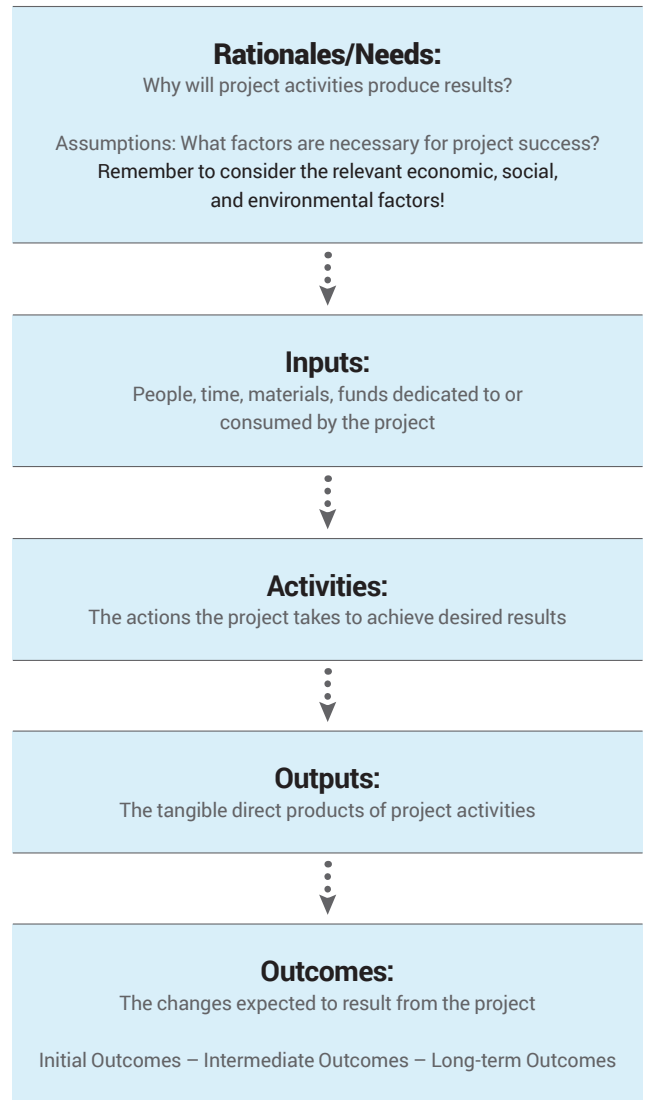 Rationales/Needs:
Why will project activities produce results?
Assumptions: What factors are necessary for project success?
Remember to consider the relevant economic, social,
and environmental factors!
Inputs:
People, time, materials, funds dedicated to or
consumed by the project
Activities:
The actions the project takes to achieve desired results
Outputs:
The tangible direct products of project activities
Outcomes:
The changes expected to result from the project
Initial Outcomes – Intermediate Outcomes – Long-term Outcomes